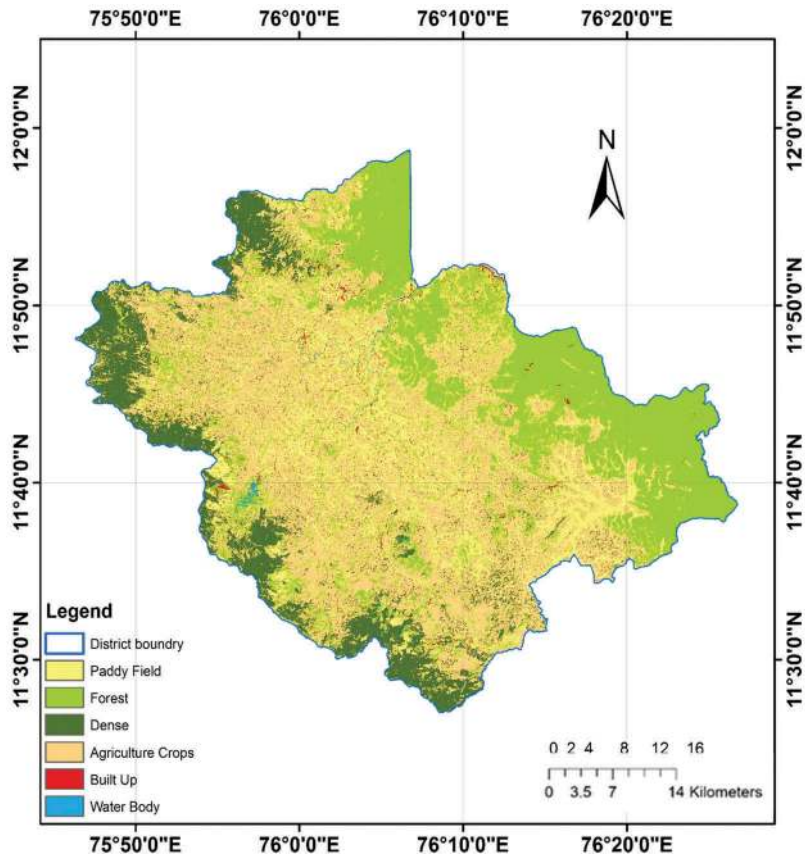 75°50'0"E 76°0'0"E 76°10'0"E 76°20'0"E
12°0'0"N 12°0'0"N
N
11°50'0"N 11°50'0"N
11°40'0"N 11°40'0"N
11°30'0"N 11°30'0"N
Legend
District boundry
Paddy Field
Forest
Dense
Agriculture Crops
Built Up
Water Body
0 2 4 8 12 16
0 3.5 7 14 Kilometers
75°50'0"E 76°0'0"E 76°10'0"E 76°20'0"E